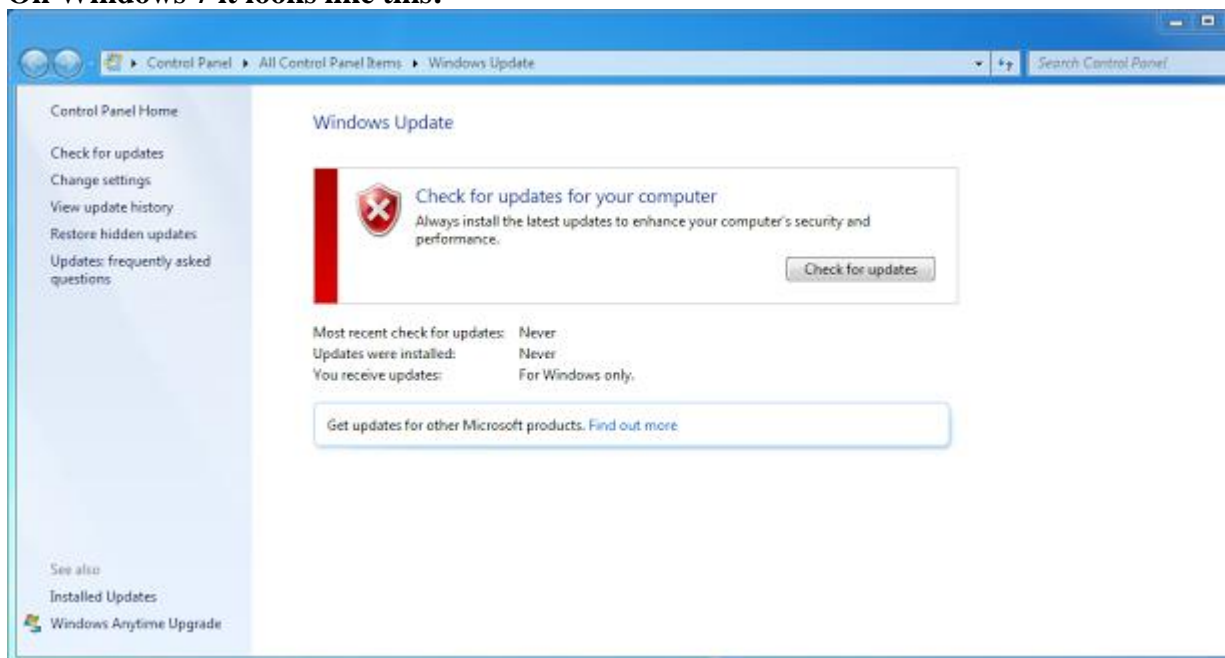 On Windows 7 it looks like this:
Control Panel ▸ All Control Panel Items ▸ Windows Update
Search Control Panel
Control Panel Home
Check for updates
Change settings
View update history
Restore hidden updates
Updates: frequently asked
questions
See also
Installed Updates
Windows Anytime Upgrade
Windows Update
Check for updates for your computer
Always install the latest updates to enhance your computer's security and
performance.
Check for updates
Most recent check for updates: Never
Updates were installed: Never
You receive updates: For Windows only.
Get updates for other Microsoft products. Find out more